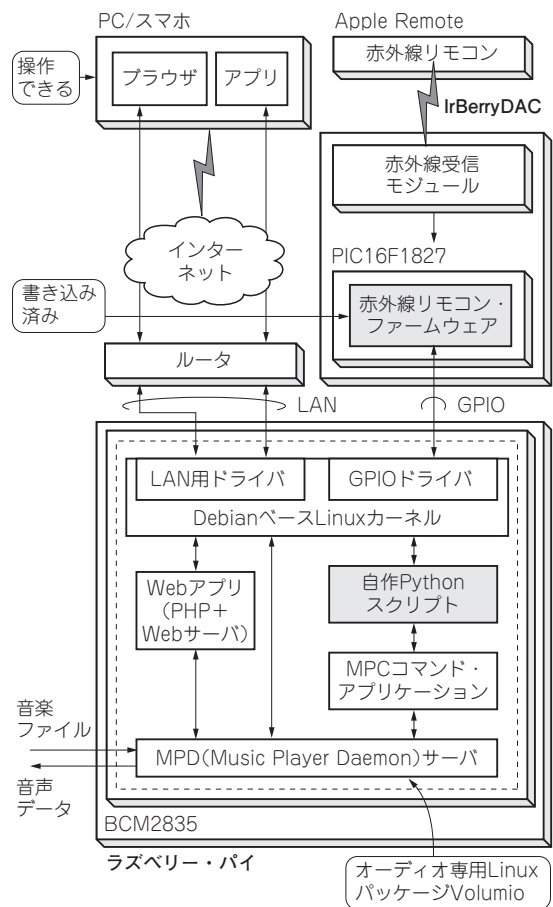 PC/スマホ
Apple Remote
操作
できる
ブラウザ
アプリ
赤外線リモコン
IrBerryDAC
赤外線受信
モジュール
インター
ネット
PIC16F1827
書き込み
済み
赤外線リモコン・
ファームウェア
ルータ
LAN
GPIO
LAN用ドライバ
GPIOドライバ
DebianベースLinuxカーネル
Webアプリ
(PHP+
Webサーバ)
自作Python
スクリプト
MPCコマンド・
アプリケーション
音楽
ファイル
MPD(Music Player Daemon)サーバ
音声
データ
BCM2835
ラズベリー・パイ
オーディオ専用Linux
パッケージVolumio